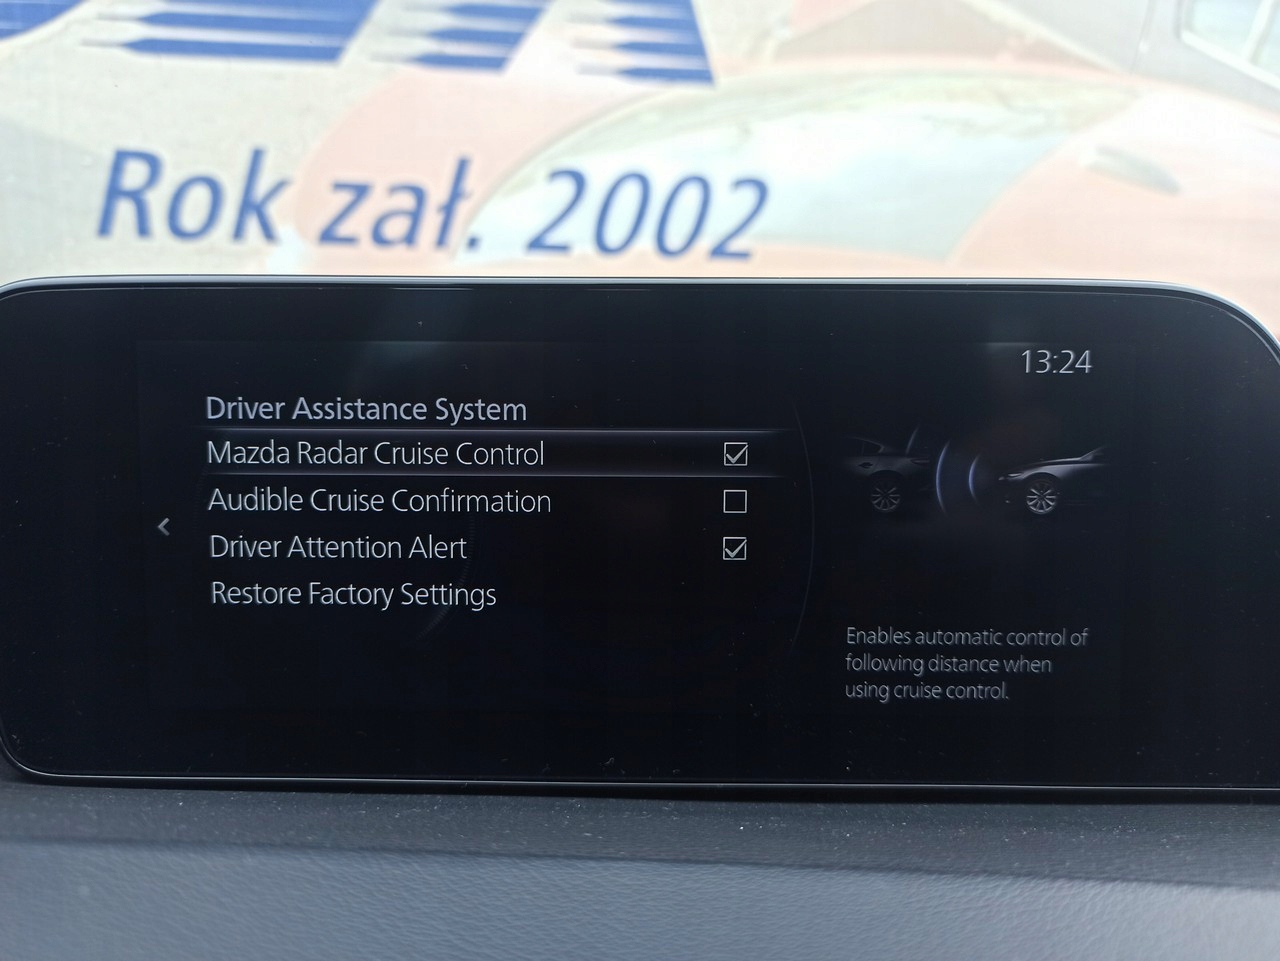 Rok zał. 2002
13:24
Driver Assistance System
Mazda Radar Cruise Control
Audible Cruise Confirmation
Driver Attention Alert
Restore Factory Settings
Enables automatic control of
following distance when
using cruise control.